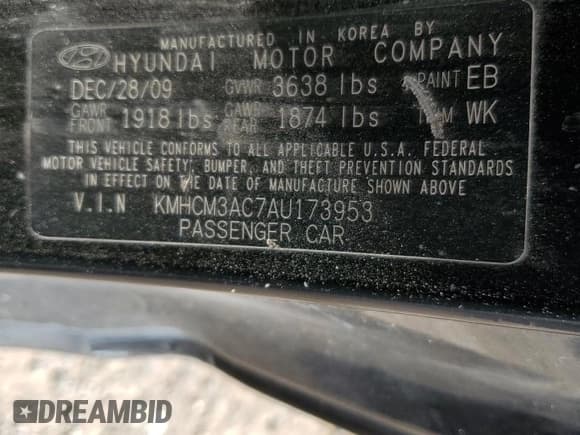 MANUFACTURED IN KOREA BY
HYUNDAI MOTOR COMPANY
DEC/28/09 GVWR 3638 lbs PAINT EB
GAWR FRONT 1918 lbs GAWR REAR 1874 lbs WK
THIS VEHICLE CONFORMS TO ALL APPLICABLE U.S.A. FEDERAL
MOTOR VEHICLE SAFETY, BUMPER, AND THEFT PREVENTION STANDARDS
IN EFFECT ON THE DATE OF MANUFACTURE SHOWN ABOVE
V.I.N KMHCM3AC7AU173953
PASSENGER CAR
DREAMBID